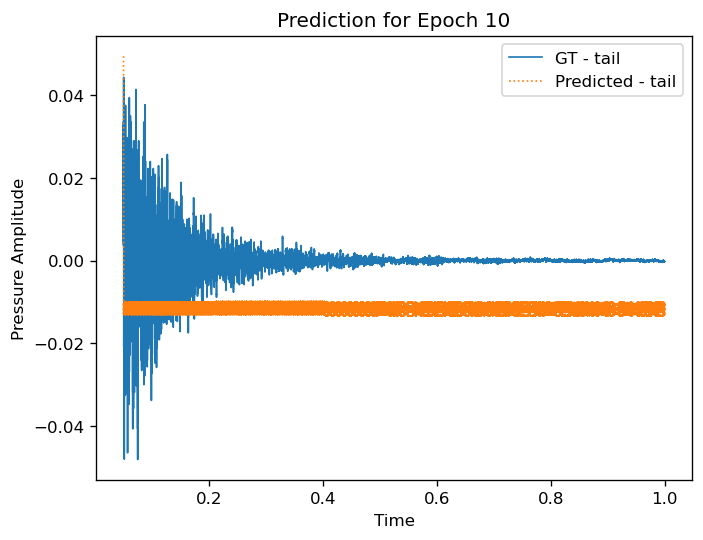 Prediction for Epoch 10
GT - tail
Predicted - tail
Pressure Amplitude
0.04
0.02
0.00
−0.02
−0.04
0.2
0.4
0.6
0.8
1.0
Time